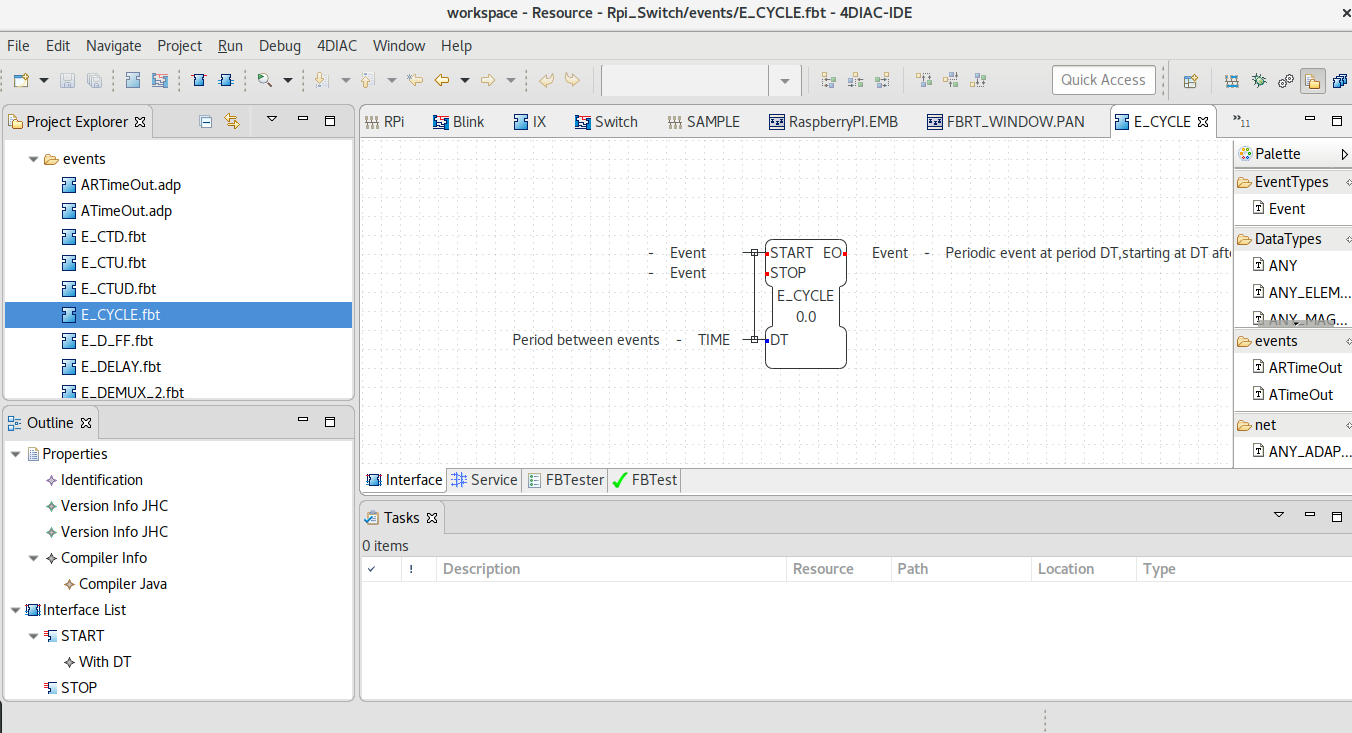 workspace - Resource - Rpi_Switch/events/E_CYCLE.fbt - 4DIAC-IDE
File Edit Navigate Project Run Debug 4DIAC Window Help
Quick Access
Project Explorer
events
ARTimeOut.adp
ATimeOut.adp
E_CTD.fbt
E_CTU.fbt
E_CTUD.fbt
E_CYCLE.fbt
E_D_FF.fbt
E_DELAY.fbt
E_DEMUX_2.fbt
Outline
Properties
Identification
Version Info JHC
Version Info JHC
Compiler Info
Compiler Java
Interface List
START
With DT
STOP
RPi Blink IX Switch SAMPLE RaspberryPI.EMB FBRT_WINDOW.PAN E_CYCLE »11
- Event START EO Event - Periodic event at period DT,starting at DT afte
- Event STOP
E_CYCLE
0.0
Period between events - TIME DT
Interface Service FBTester FBTest
Palette
EventTypes
Event
DataTypes
ANY
ANY_ELEM...
ANY_MAG...
events
ARTimeOut
ATimeOut
net
ANY_ADAP...
Tasks
0 items
! Description Resource Path Location Type